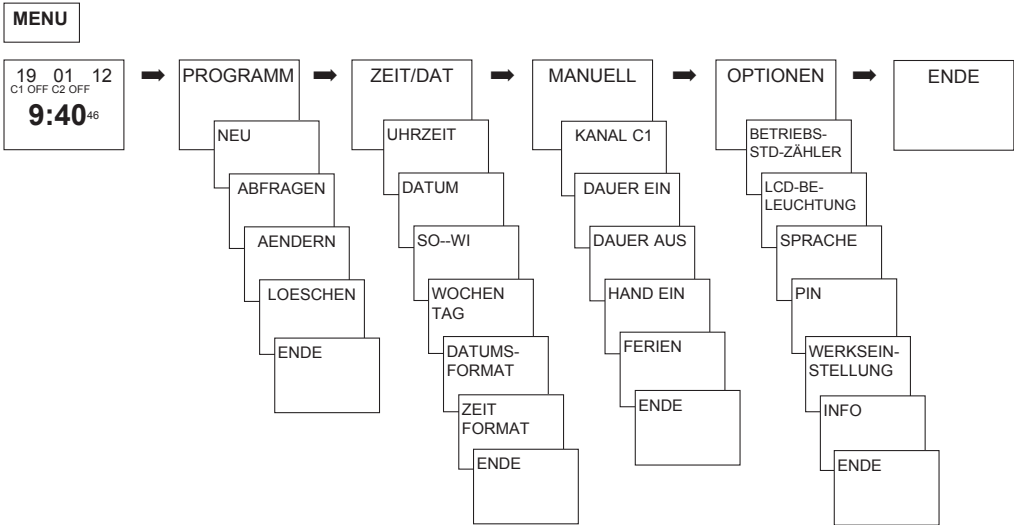 MENU
19 01 12
C1 OFF C2 OFF
9:40 46
PROGRAMM
NEU
ABFRAGEN
AENDERN
LOESCHEN
ENDE
ZEIT/DAT
UHRZEIT
DATUM
SO--WI
WOCHEN
TAG
DATUMS-
FORMAT
ZEIT
FORMAT
ENDE
MANUELL
KANAL C1
DAUER EIN
DAUER AUS
HAND EIN
FERIEN
ENDE
OPTIONEN
BETRIEBS-
STD-ZÄHLER
LCD-BE-
LEUCHTUNG
SPRACHE
PIN
WERKSEIN-
STELLUNG
INFO
ENDE
ENDE